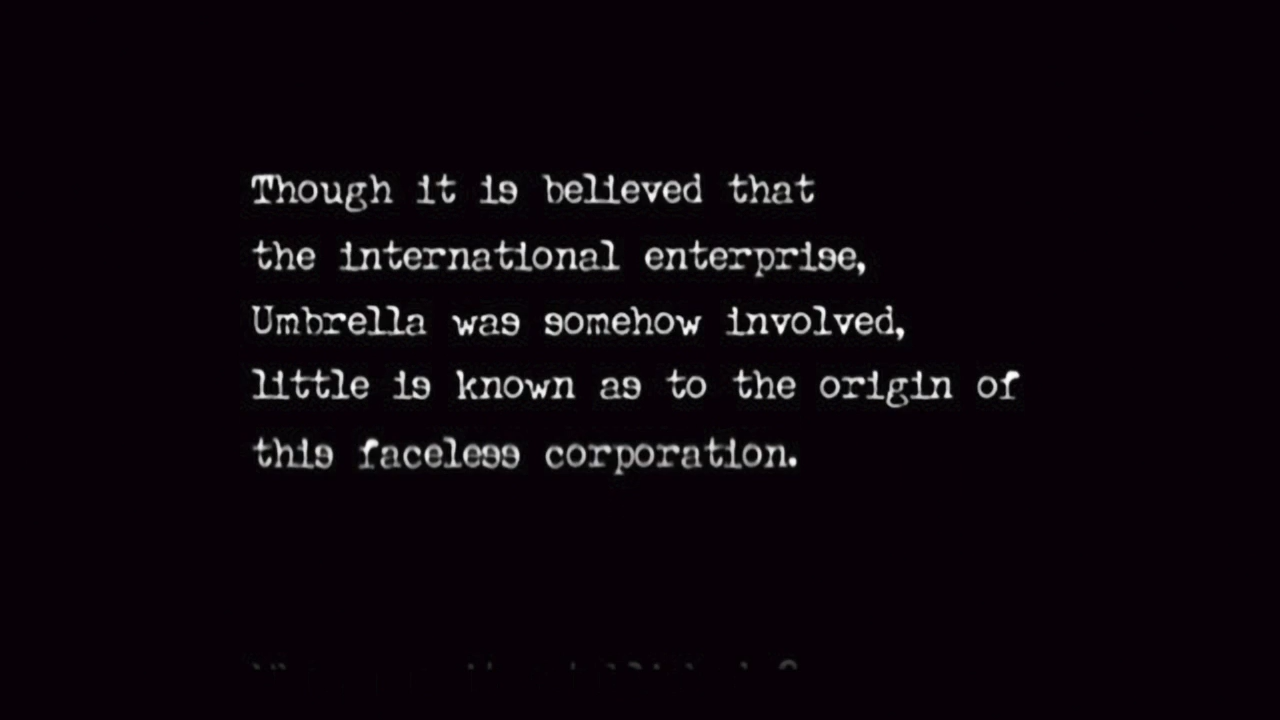 Though it is believed that
the international enterprise,
Umbrella was somehow involved,
little is known as to the origin of
this faceless corporation.